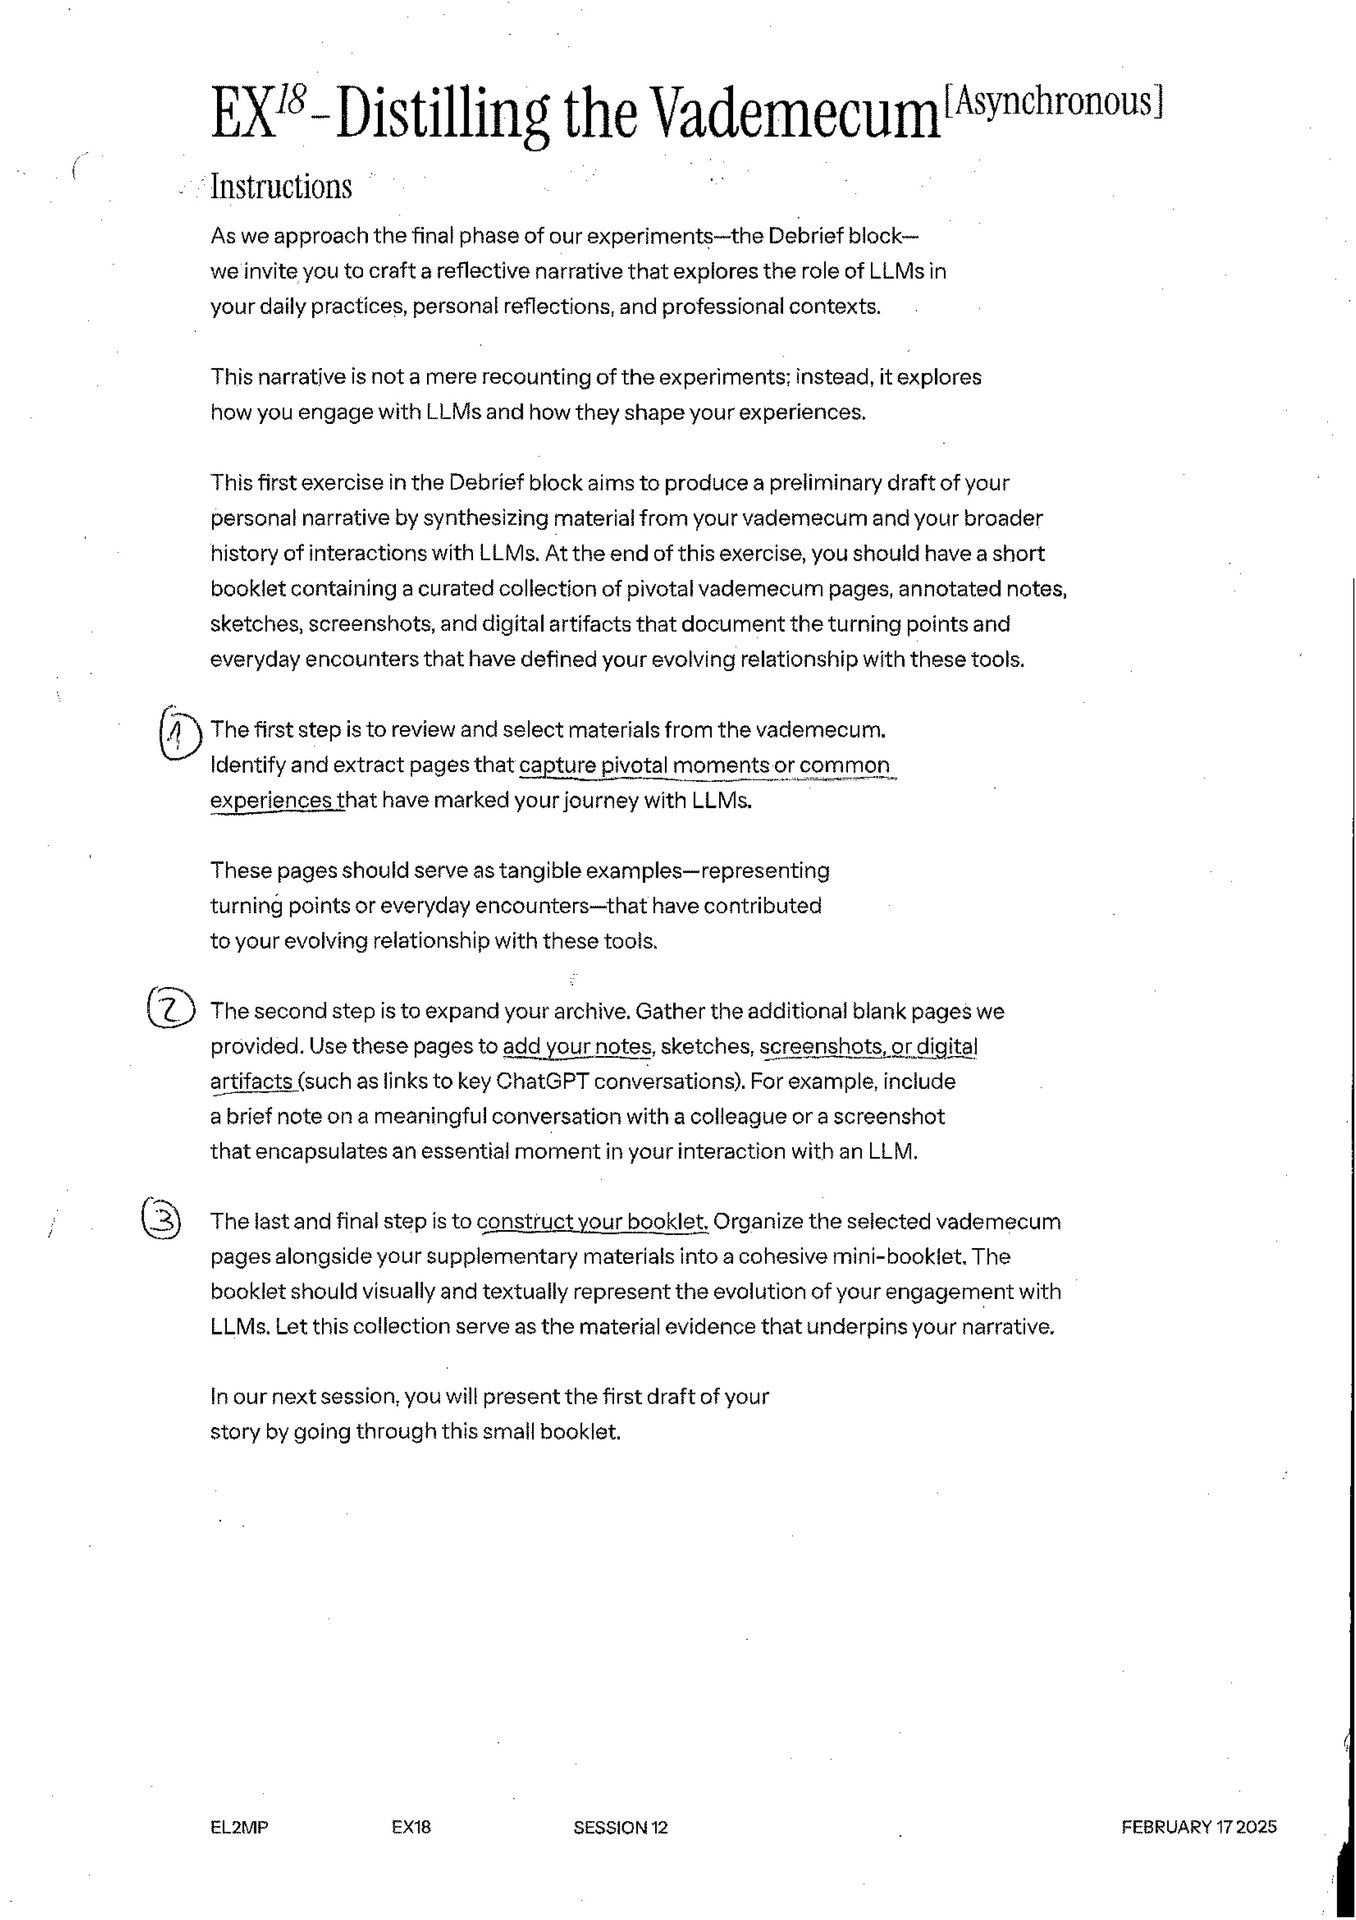 EX18-Distilling the Vademecum[Asynchronous]
Instructions
As we approach the final phase of our experiments—the Debrief block—
we invite you to craft a reflective narrative that explores the role of LLMs in
your daily practices, personal reflections, and professional contexts.
This narrative is not a mere recounting of the experiments; instead, it explores
how you engage with LLMs and how they shape your experiences.
This first exercise in the Debrief block aims to produce a preliminary draft of your
personal narrative by synthesizing material from your vademecum and your broader
history of interactions with LLMs. At the end of this exercise, you should have a short
booklet containing a curated collection of pivotal vademecum pages, annotated notes,
sketches, screenshots, and digital artifacts that document the turning points and
everyday encounters that have defined your evolving relationship with these tools.
1 The first step is to review and select materials from the vademecum.
Identify and extract pages that capture pivotal moments or common
experiences that have marked your journey with LLMs.
These pages should serve as tangible examples—representing
turning points or everyday encounters—that have contributed
to your evolving relationship with these tools.
2 The second step is to expand your archive. Gather the additional blank pages we
provided. Use these pages to add your notes, sketches, screenshots, or digital
artifacts (such as links to key ChatGPT conversations). For example, include
a brief note on a meaningful conversation with a colleague or a screenshot
that encapsulates an essential moment in your interaction with an LLM.
3 The last and final step is to construct your booklet. Organize the selected vademecum
pages alongside your supplementary materials into a cohesive mini-booklet. The
booklet should visually and textually represent the evolution of your engagement with
LLMs. Let this collection serve as the material evidence that underpins your narrative.
In our next session, you will present the first draft of your
story by going through this small booklet.
EL2MP EX18 SESSION 12 FEBRUARY 17 2025